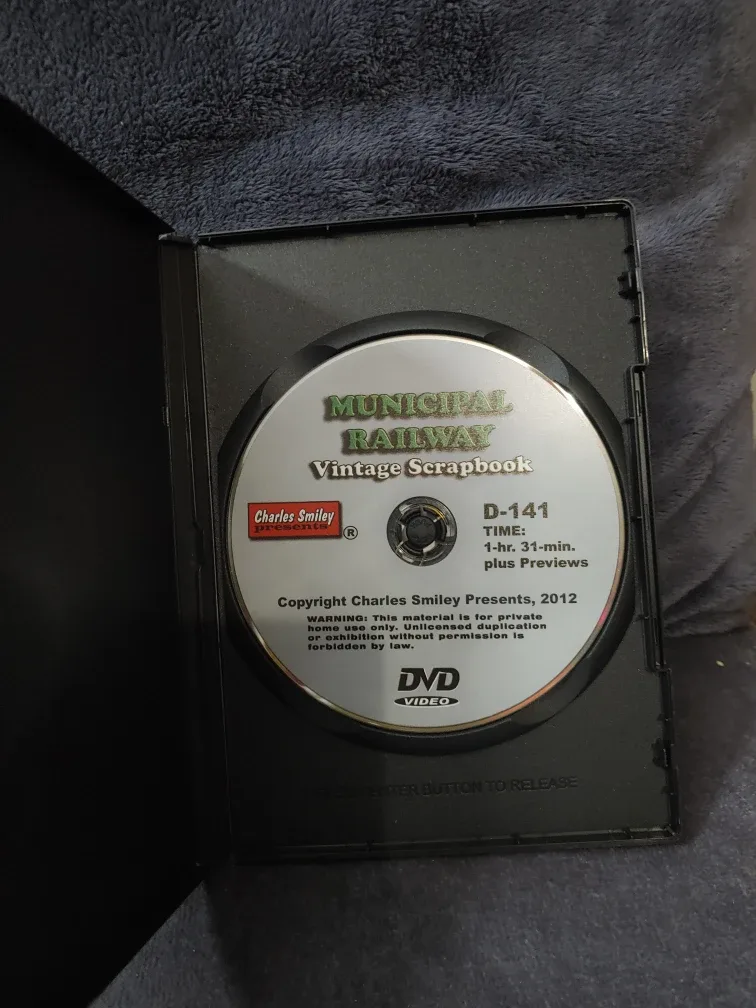 MUNICIPAL
RAILWAY
Vintage Scrapbook
Charles Smiley
presents
®
D-141
TIME:
1-hr. 31-min.
plus Previews
Copyright Charles Smiley Presents, 2012
WARNING: This material is for private
home use only. Unlicensed duplication
or exhibition without permission is
forbidden by law.
DVD
VIDEO
CENTER BUTTON TO RELEASE